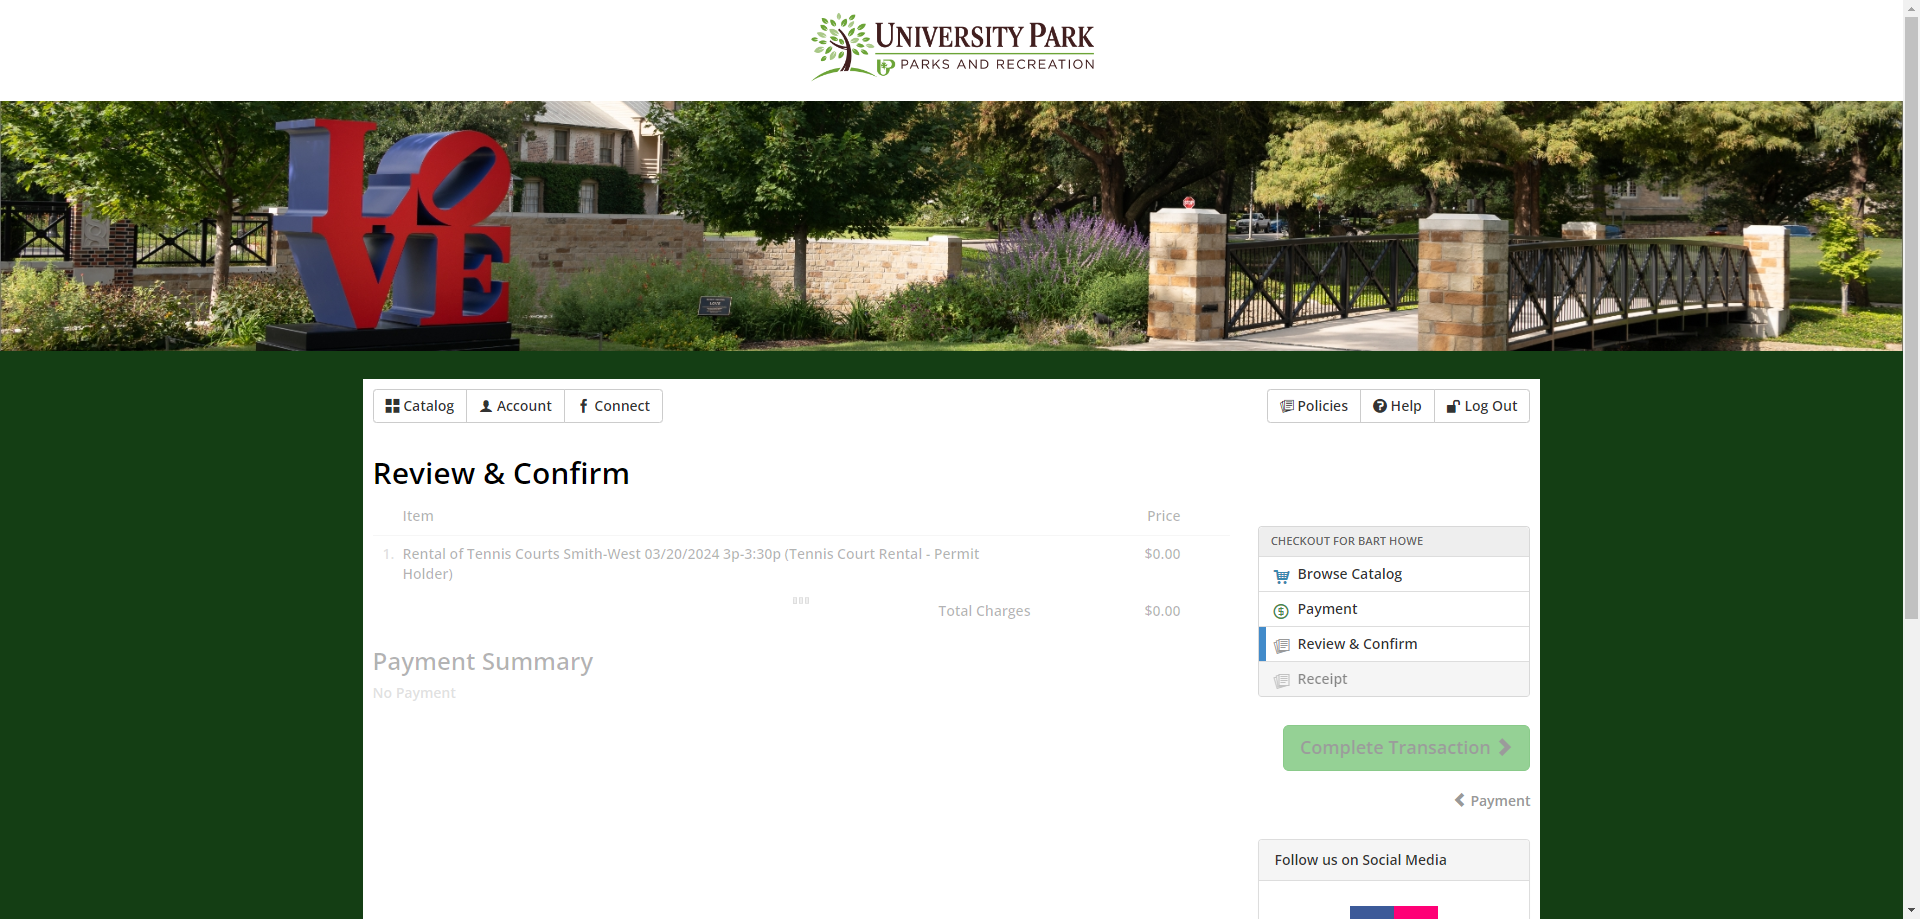 UNIVERSITY PARK
UP PARKS AND RECREATION
LOVE
Catalog
Account
Connect
Policies
Help
Log Out
Review & Confirm
Item Price
1. Rental of Tennis Courts Smith-West 03/20/2024 3p-3:30p (Tennis Court Rental - Permit $0.00
Holder)
Total Charges $0.00
Payment Summary
No Payment
CHECKOUT FOR BART HOWE
Browse Catalog
Payment
Review & Confirm
Receipt
Complete Transaction
Payment
Follow us on Social Media